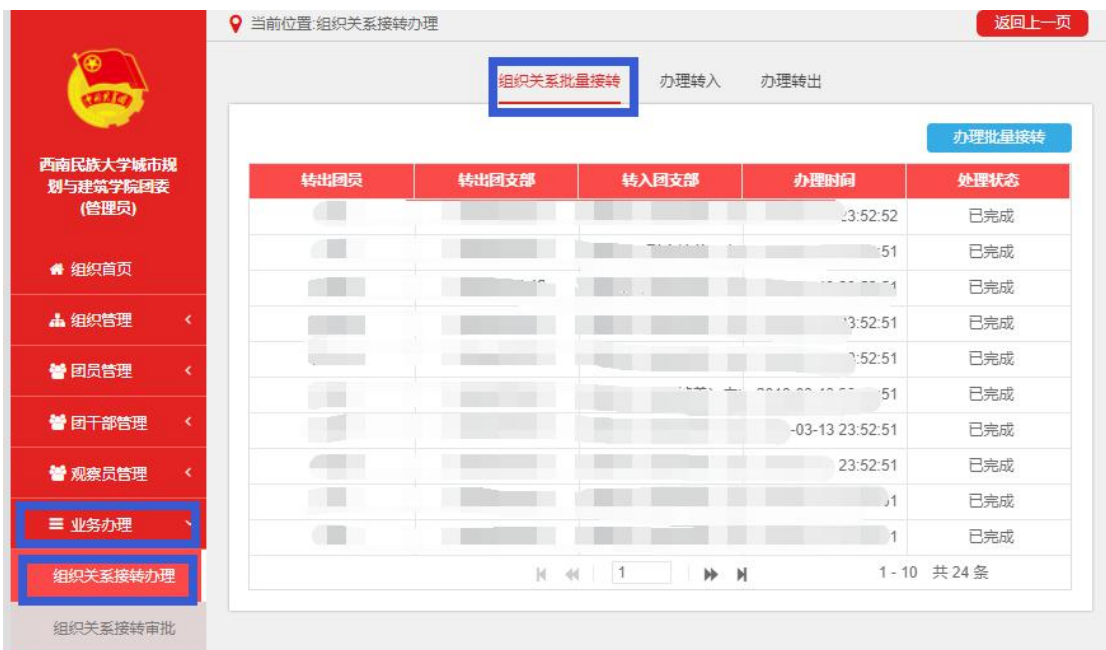 当前位置:组织关系接转办理
返回上一页
组织关系批量接转 办理转入 办理转出
办理批量接转
西南民族大学城市规
划与建筑学院团委
(管理员)
组织首页
组织管理
团员管理
团干部管理
观察员管理
业务办理
组织关系接转办理
组织关系接转审批
转出团员 转出团支部 转入团支部 办理时间 处理状态
23:52:52 已完成
:51 已完成
已完成
3:52:51 已完成
:52:51 已完成
51 已完成
-03-13 23:52:51 已完成
23:52:51 已完成
已完成
1 已完成
1 1 - 10 共 24 条